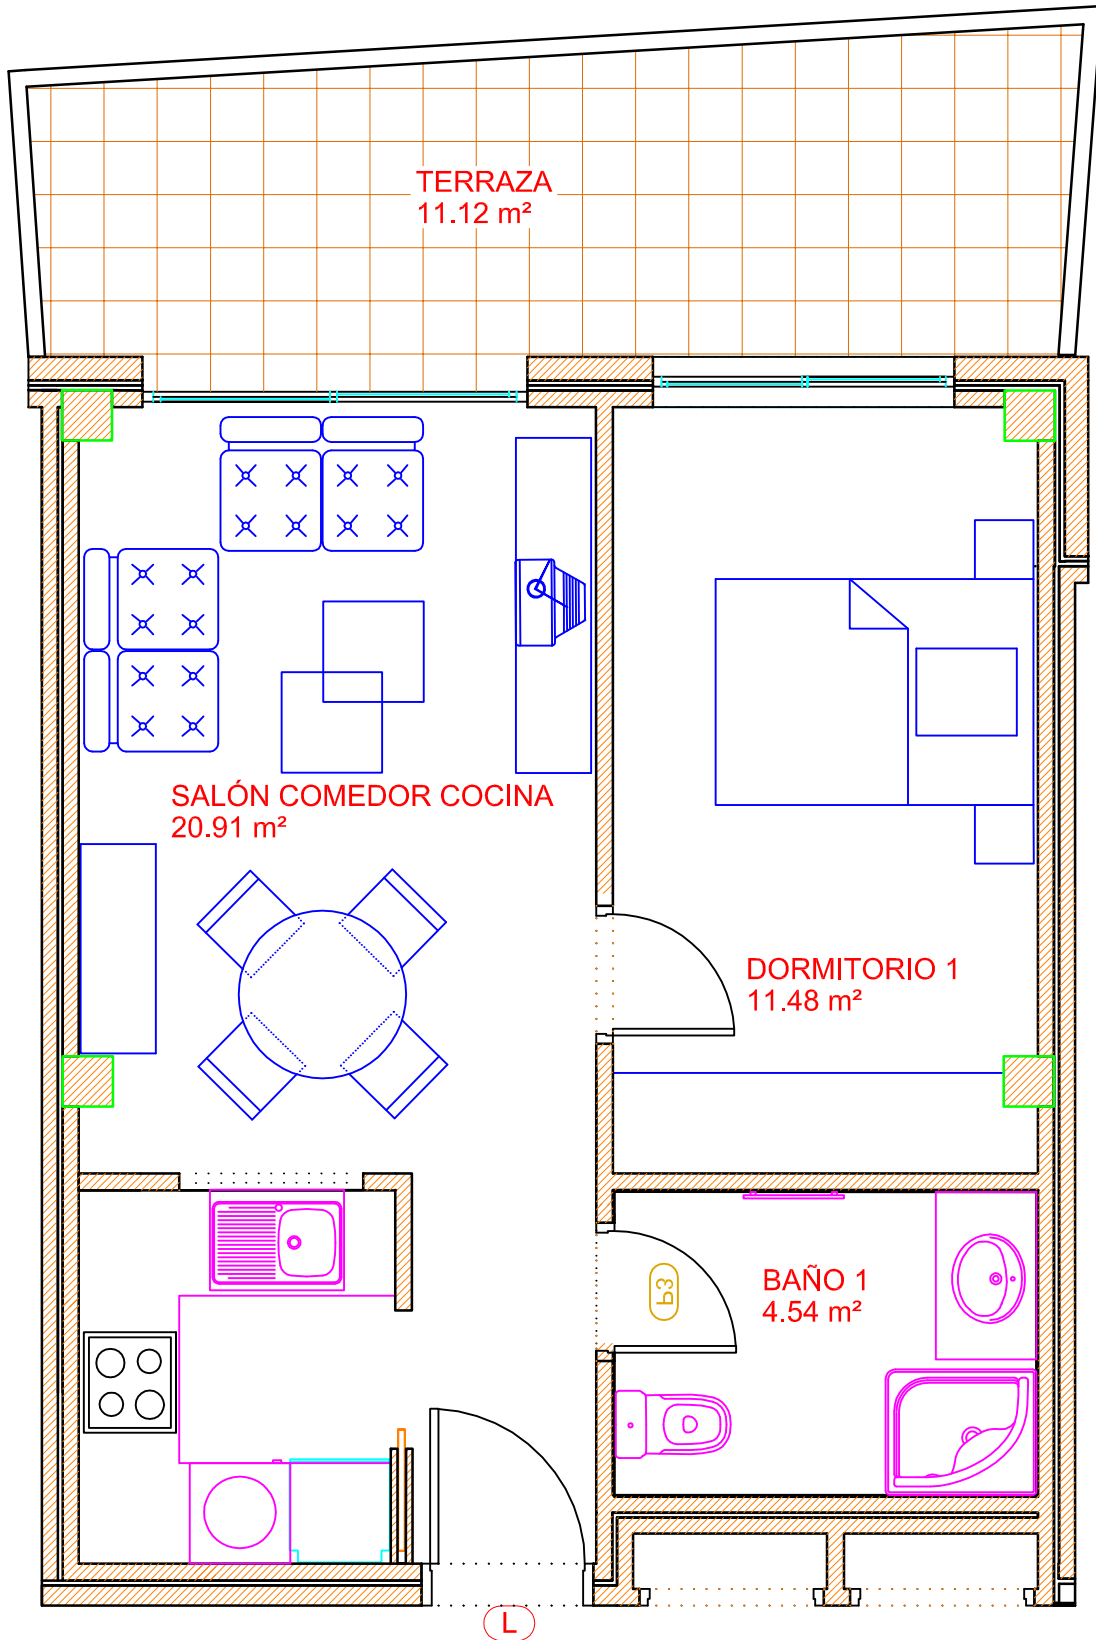 TERRAZA
11.12 m²
SALÓN COMEDOR COCINA
20.91 m²
DORMITORIO 1
11.48 m²
BAÑO 1
4.54 m²
L